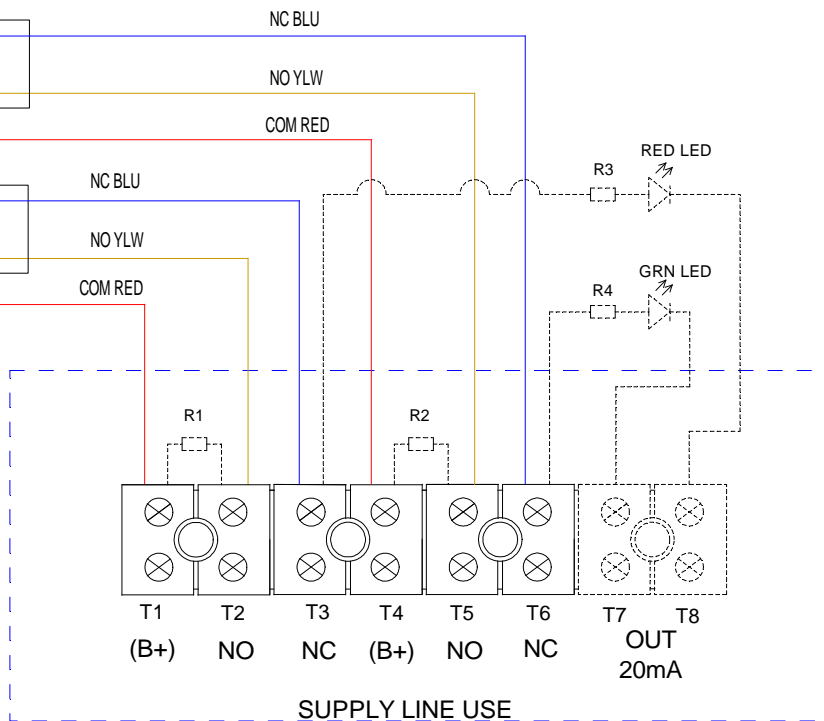 NC BLU
NO YLW
COM RED
NC BLU
NO YLW
COM RED
R3
RED LED
R4
GRN LED
R1
R2
T1
T2
T3
T4
T5
T6
T7
T8
(B+)
NO
NC
(B+)
NO
NC
OUT
20mA
SUPPLY LINE USE